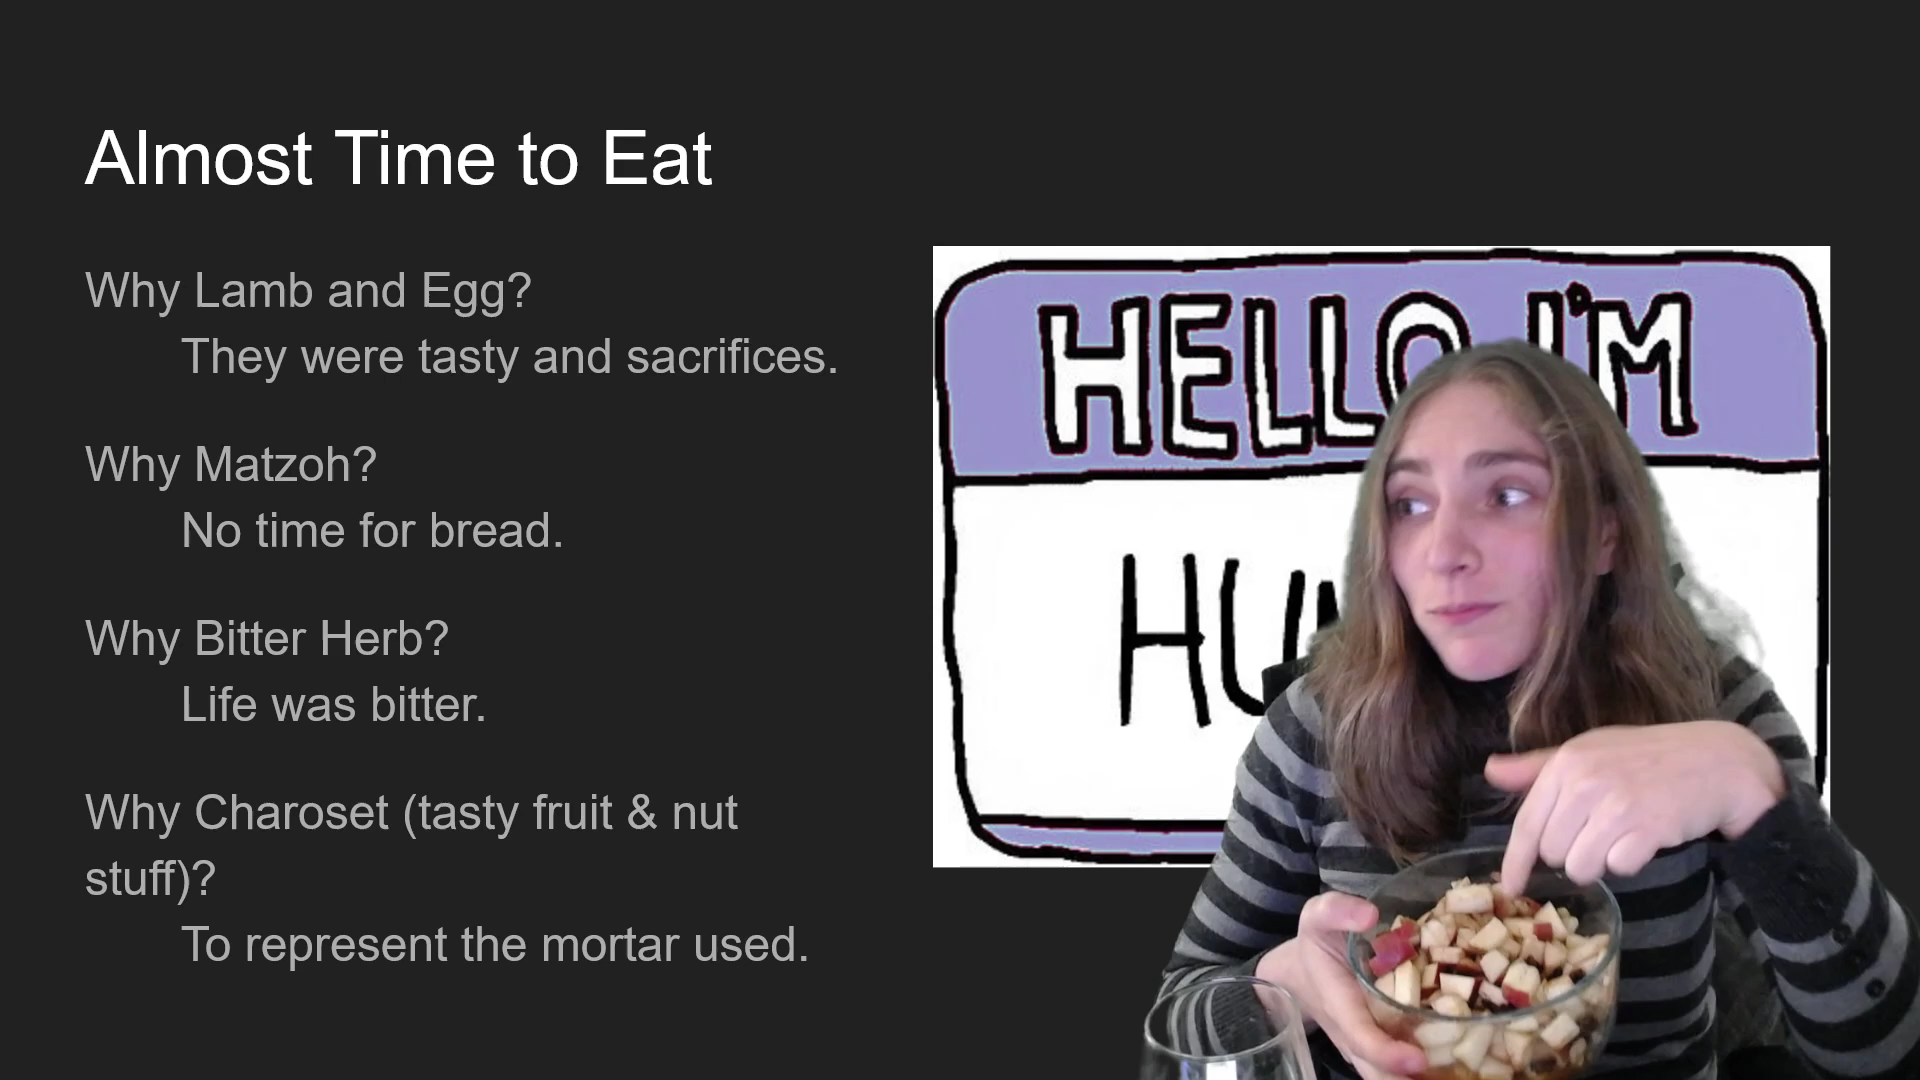 Almost Time to Eat
Why Lamb and Egg?
They were tasty and sacrifices.
Why Matzoh?
No time for bread.
Why Bitter Herb?
Life was bitter.
Why Charoset (tasty fruit & nut
stuff)?
To represent the mortar used.
HELLO I'M